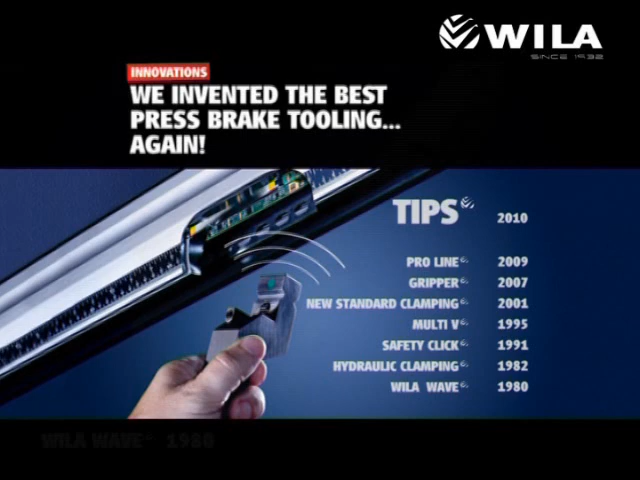 WILA
SINCE 1932
INNOVATIONS
WE INVENTED THE BEST
PRESS BRAKE TOOLING...
AGAIN!
TIPS 2010
PRO LINE 2009
GRIPPER 2007
NEW STANDARD CLAMPING 2001
MULTI V 1995
SAFETY CLICK 1991
HYDRAULIC CLAMPING 1982
WILA WAVE 1980
WILA WAVE 1980